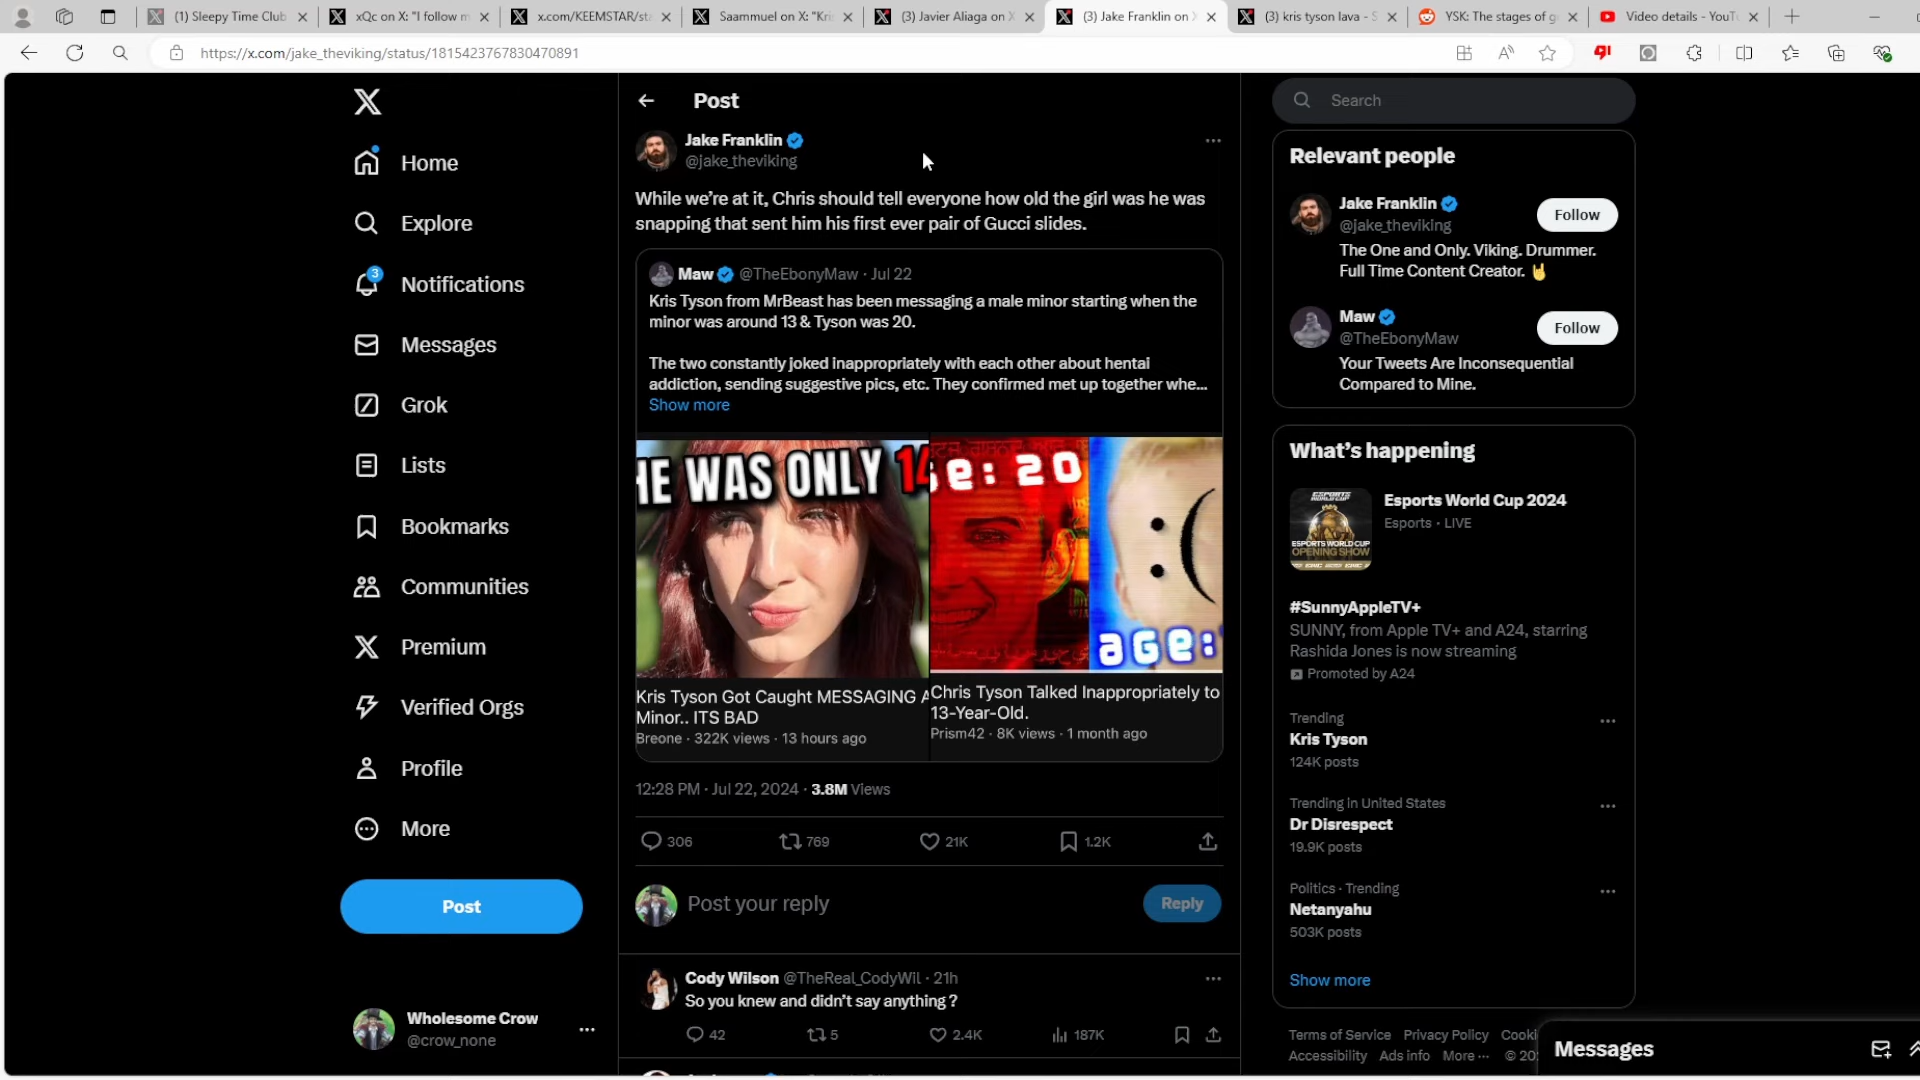 (1) Sleepy Time Club
xQc on X: "I follow m
x.com/KEEMSTAR/sta
Saammuel on X: "Kri
(3) Javier Aliaga on X
(3) Jake Franklin on X
(3) kris tyson lava - S
YSK: The stages of g
Video details - YouTu
https://x.com/jake_theviking/status/1815423767830470891
Home
Explore
3
Notifications
Messages
Grok
Lists
Bookmarks
Communities
Premium
Verified Orgs
Profile
More
Post
Wholesome Crow
@crow_none
Post
Jake Franklin
@jake_theviking
While we're at it, Chris should tell everyone how old the girl was he was
snapping that sent him his first ever pair of Gucci slides.
Maw @TheEbonyMaw · Jul 22
Kris Tyson from MrBeast has been messaging a male minor starting when the
minor was around 13 & Tyson was 20.
The two constantly joked inappropriately with each other about hentai
addiction, sending suggestive pics, etc. They confirmed met up together whe...
Show more
HE WAS ONLY 14
ge: 20
age:
Kris Tyson Got Caught MESSAGING A
Minor.. ITS BAD
Breone · 322K views · 13 hours ago
Chris Tyson Talked Inappropriately to
13-Year-Old.
Prism42 · 8K views · 1 month ago
12:28 PM · Jul 22, 2024 · 3.8M Views
306
769
21K
1.2K
Post your reply
Reply
Cody Wilson @TheReal_CodyWil · 21h
So you knew and didn't say anything?
42
5
2.4K
187K
Search
Relevant people
Jake Franklin
@jake_theviking
Follow
The One and Only. Viking. Drummer.
Full Time Content Creator.
Maw
@TheEbonyMaw
Follow
Your Tweets Are Inconsequential
Compared to Mine.
What's happening
ESPORTS WORLD CUP
OPENING SHOW
Esports World Cup 2024
Esports · LIVE
#SunnyAppleTV+
SUNNY, from Apple TV+ and A24, starring
Rashida Jones is now streaming
Promoted by A24
Trending
Kris Tyson
124K posts
Trending in United States
Dr Disrespect
19.9K posts
Politics · Trending
Netanyahu
503K posts
Show more
Terms of Service Privacy Policy Cooki
Accessibility Ads info More ··· © 20
Messages